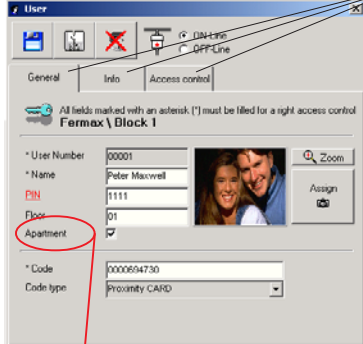 User
ON-Line
OFF-Line
General Info Access control
All fields marked with an asterisk (*) must be filled for a right access control
Fermax \ Block 1
* User Number 00001 Zoom
* Name Peter Maxwell
Assign
PIN 1111
Floor 01
Apartment
* Code 0000694730
Code type Proximity CARD